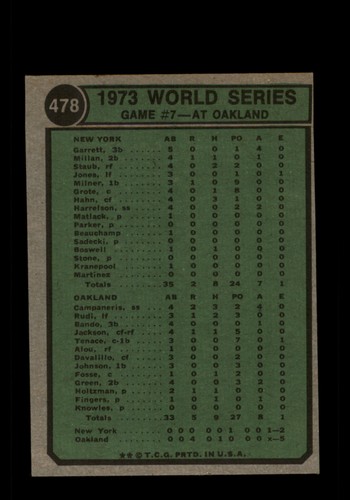 478
1973 WORLD SERIES
GAME #7—AT OAKLAND
NEW YORK AB R H PO A E
Garrett, 3b ..... 5 0 0 1 4 0
Millan, 2b ..... 4 1 1 0 1 0
Staub, rf ..... 4 0 2 2 0 0
Jones, lf ..... 3 0 0 1 0 1
Milner, 1b ..... 3 1 0 9 0 0
Grote, c ..... 4 0 1 8 0 0
Hahn, cf ..... 4 0 3 1 0 0
Harrelson, ss ..... 4 0 0 2 2 0
Matlack, p ..... 1 0 0 0 0 0
Parker, p ..... 0 0 0 0 0 0
Beauchamp ..... 1 0 0 0 0 0
Sadecki, p ..... 0 0 0 0 0 0
Boswell ..... 1 0 1 0 0 0
Stone, p ..... 0 0 0 0 0 0
Kranepool ..... 1 0 0 0 0 0
Martinez ..... 0 0 0 0 0 0
Totals ..... 35 2 8 24 7 1
OAKLAND AB R H PO A E
Campaneris, ss ..... 4 2 3 2 4 0
Rudi, lf ..... 3 1 2 3 0 0
Bando, 3b ..... 4 0 0 0 1 0
Jackson, cf-rf ..... 4 1 1 5 0 0
Tenace, c-1b ..... 3 0 0 7 0 1
Alou, rf ..... 1 0 0 0 0 0
Davalillo, cf ..... 3 0 0 2 0 0
Johnson, 1b ..... 3 0 0 3 0 0
Fosse, c ..... 1 0 1 2 0 0
Green, 2b ..... 4 0 0 3 2 0
Holtzman, p ..... 2 1 1 0 1 0
Fingers, p ..... 1 0 1 0 1 0
Knowles, p ..... 0 0 0 0 0 0
Totals ..... 33 5 9 27 8 1
New York ..... 0 0 0 0 0 1 0 0 1—2
Oakland ..... 0 0 4 0 1 0 0 0 x—5
★★ © T.C.G. PRTD. IN U.S.A.